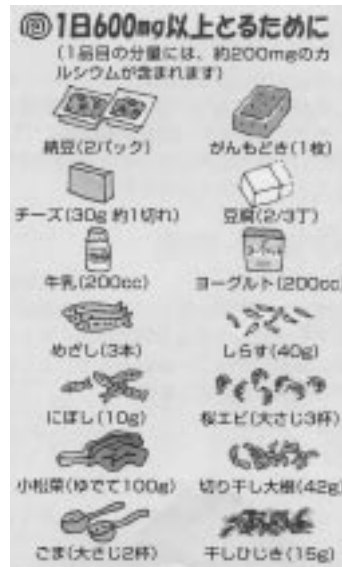 1日600mg以上とるために
(1品目の分量には、約200mgのカ
ルシウムが含まれます)
納豆(2パック)
がんもどき(1枚)
チーズ(30g 約1切れ)
豆腐(2/3丁)
牛乳(200cc)
ヨーグルト(200cc)
めざし(3本)
しらす(40g)
にぼし(10g)
桜エビ(大さじ3杯)
小松菜(ゆでて100g)
切り干し大根(42g)
ごま(大さじ2杯)
干しひじき(15g)